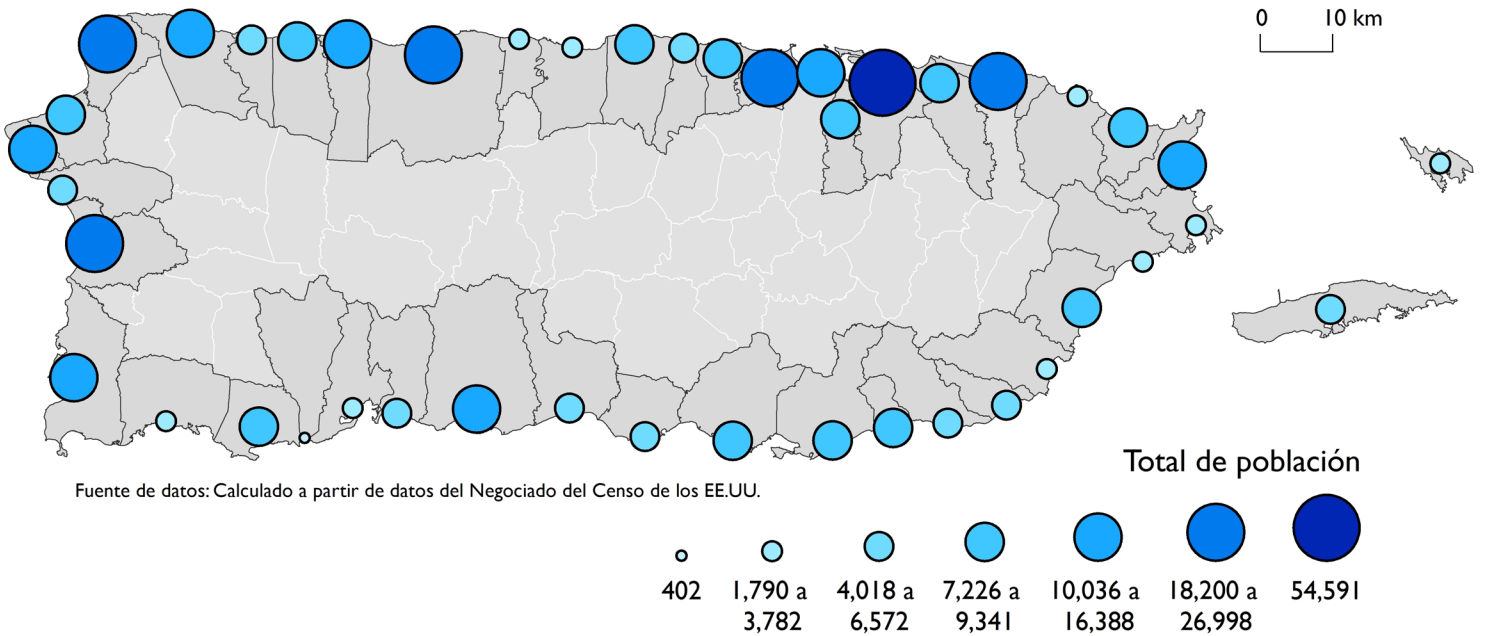 0 10 km
Total de población
Fuente de datos: Calculado a partir de datos del Negociado del Censo de los EE.UU.
402 1,790 a 4,018 a 7,226 a 10,036 a 18,200 a 54,591
3,782 6,572 9,341 16,388 26,998